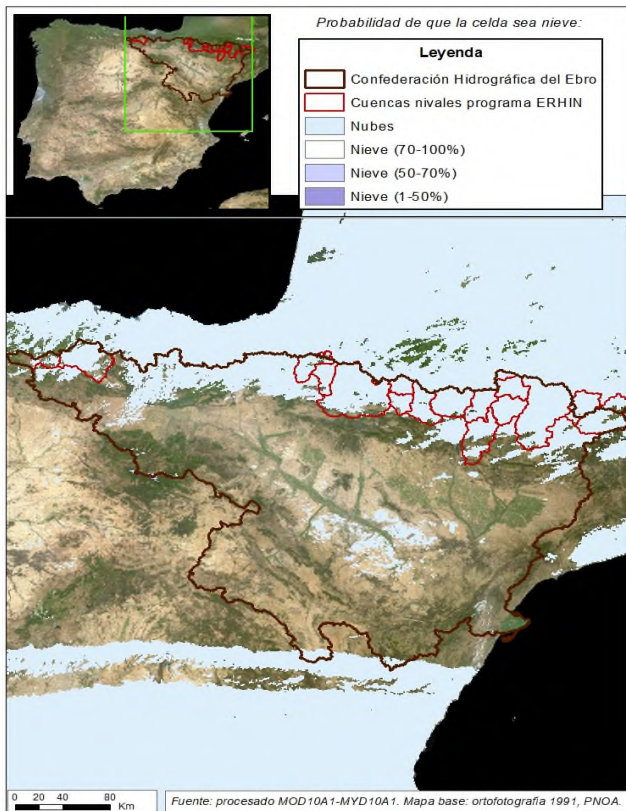 Probabilidad de que la celda sea nieve:
Leyenda
Confederación Hidrográfica del Ebro
Cuencas nivales programa ERHIN
Nubes
Nieve (70-100%)
Nieve (50-70%)
Nieve (1-50%)
0 20 40 80
Km
Fuente: procesado MOD10A1-MYD10A1. Mapa base: ortofotografia 1991, PNOA.